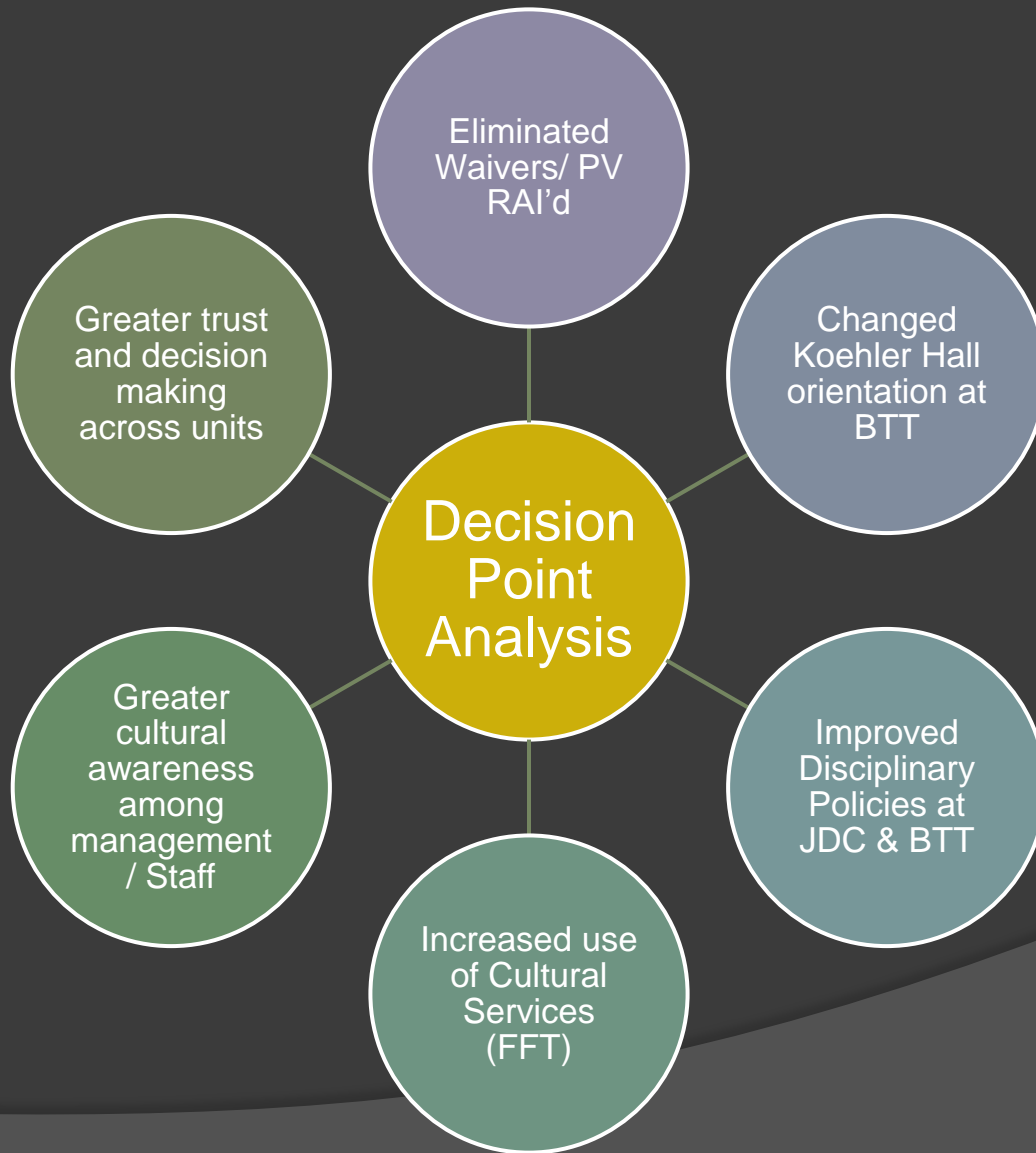 Eliminated
Waivers/ PV
RAI’d
Changed
Koehler Hall
orientation at
BTT
Improved
Disciplinary
Policies at
JDC & BTT
Increased use
of Cultural
Services
(FFT)
Greater
cultural
awareness
among
management
/ Staff
Greater trust
and decision
making
across units
Decision
Point
Analysis